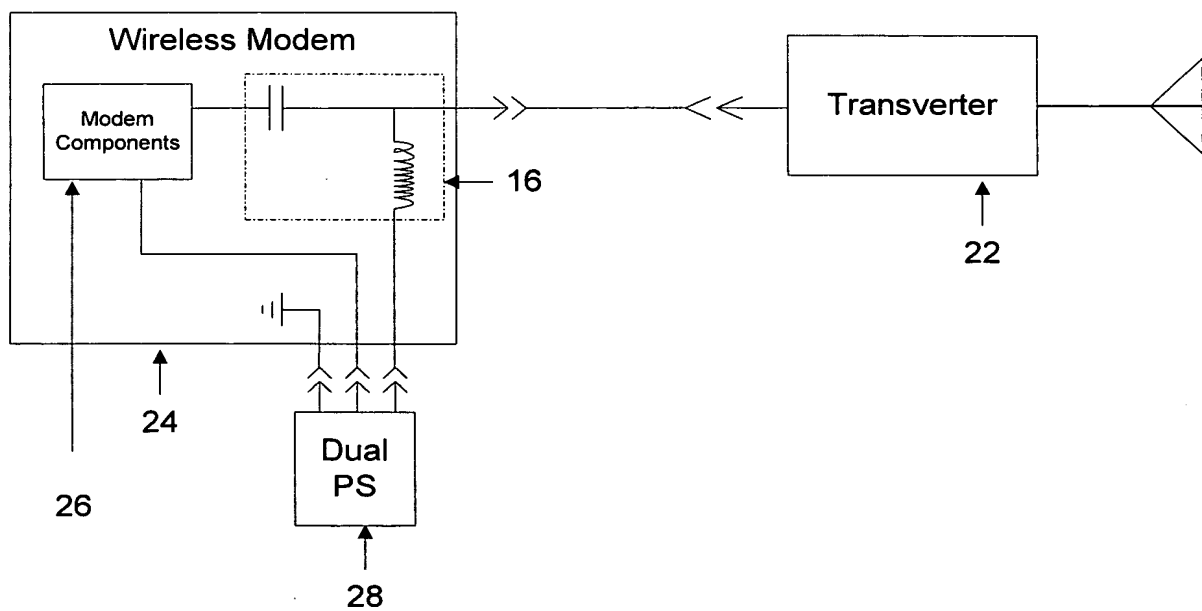 Wireless Modem
Modem
Components
Transverter
16
22
24
Dual
PS
26
28